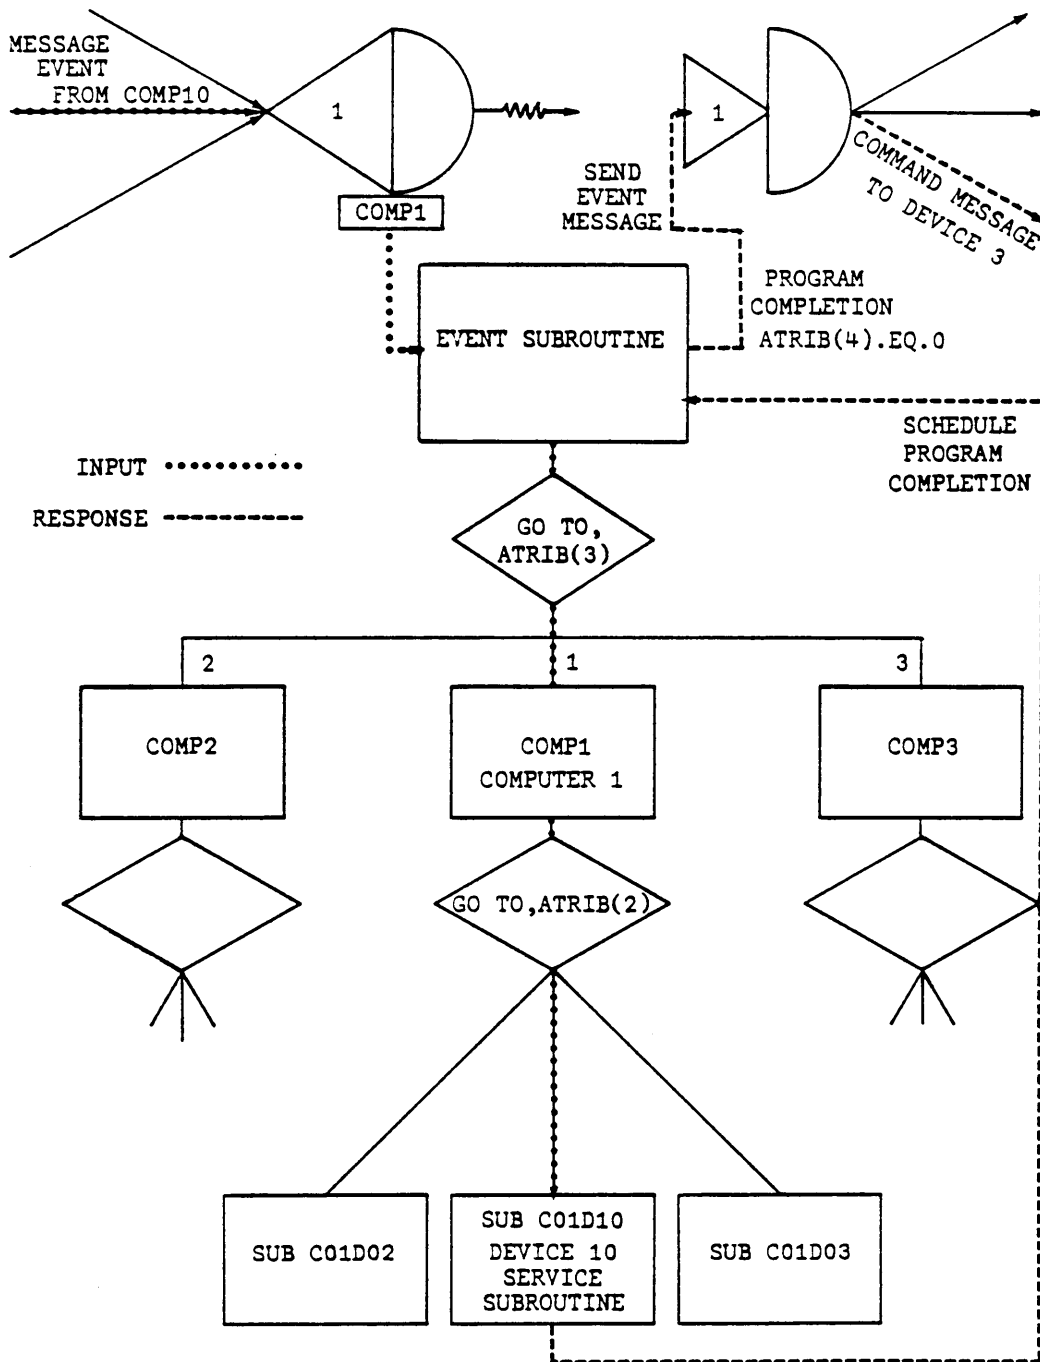 MESSAGE
EVENT
FROM COMP10
1
COMP1
1
SEND
EVENT
MESSAGE
COMMAND MESSAGE
TO DEVICE 3
PROGRAM
COMPLETION
ATRIB(4).EQ.0
EVENT SUBROUTINE
SCHEDULE
PROGRAM
COMPLETION
INPUT
RESPONSE
GO TO,
ATRIB(3)
2
1
3
COMP2
COMP1
COMPUTER 1
COMP3
GO TO,ATRIB(2)
SUB C01D02
SUB C01D10
DEVICE 10
SERVICE
SUBROUTINE
SUB C01D03